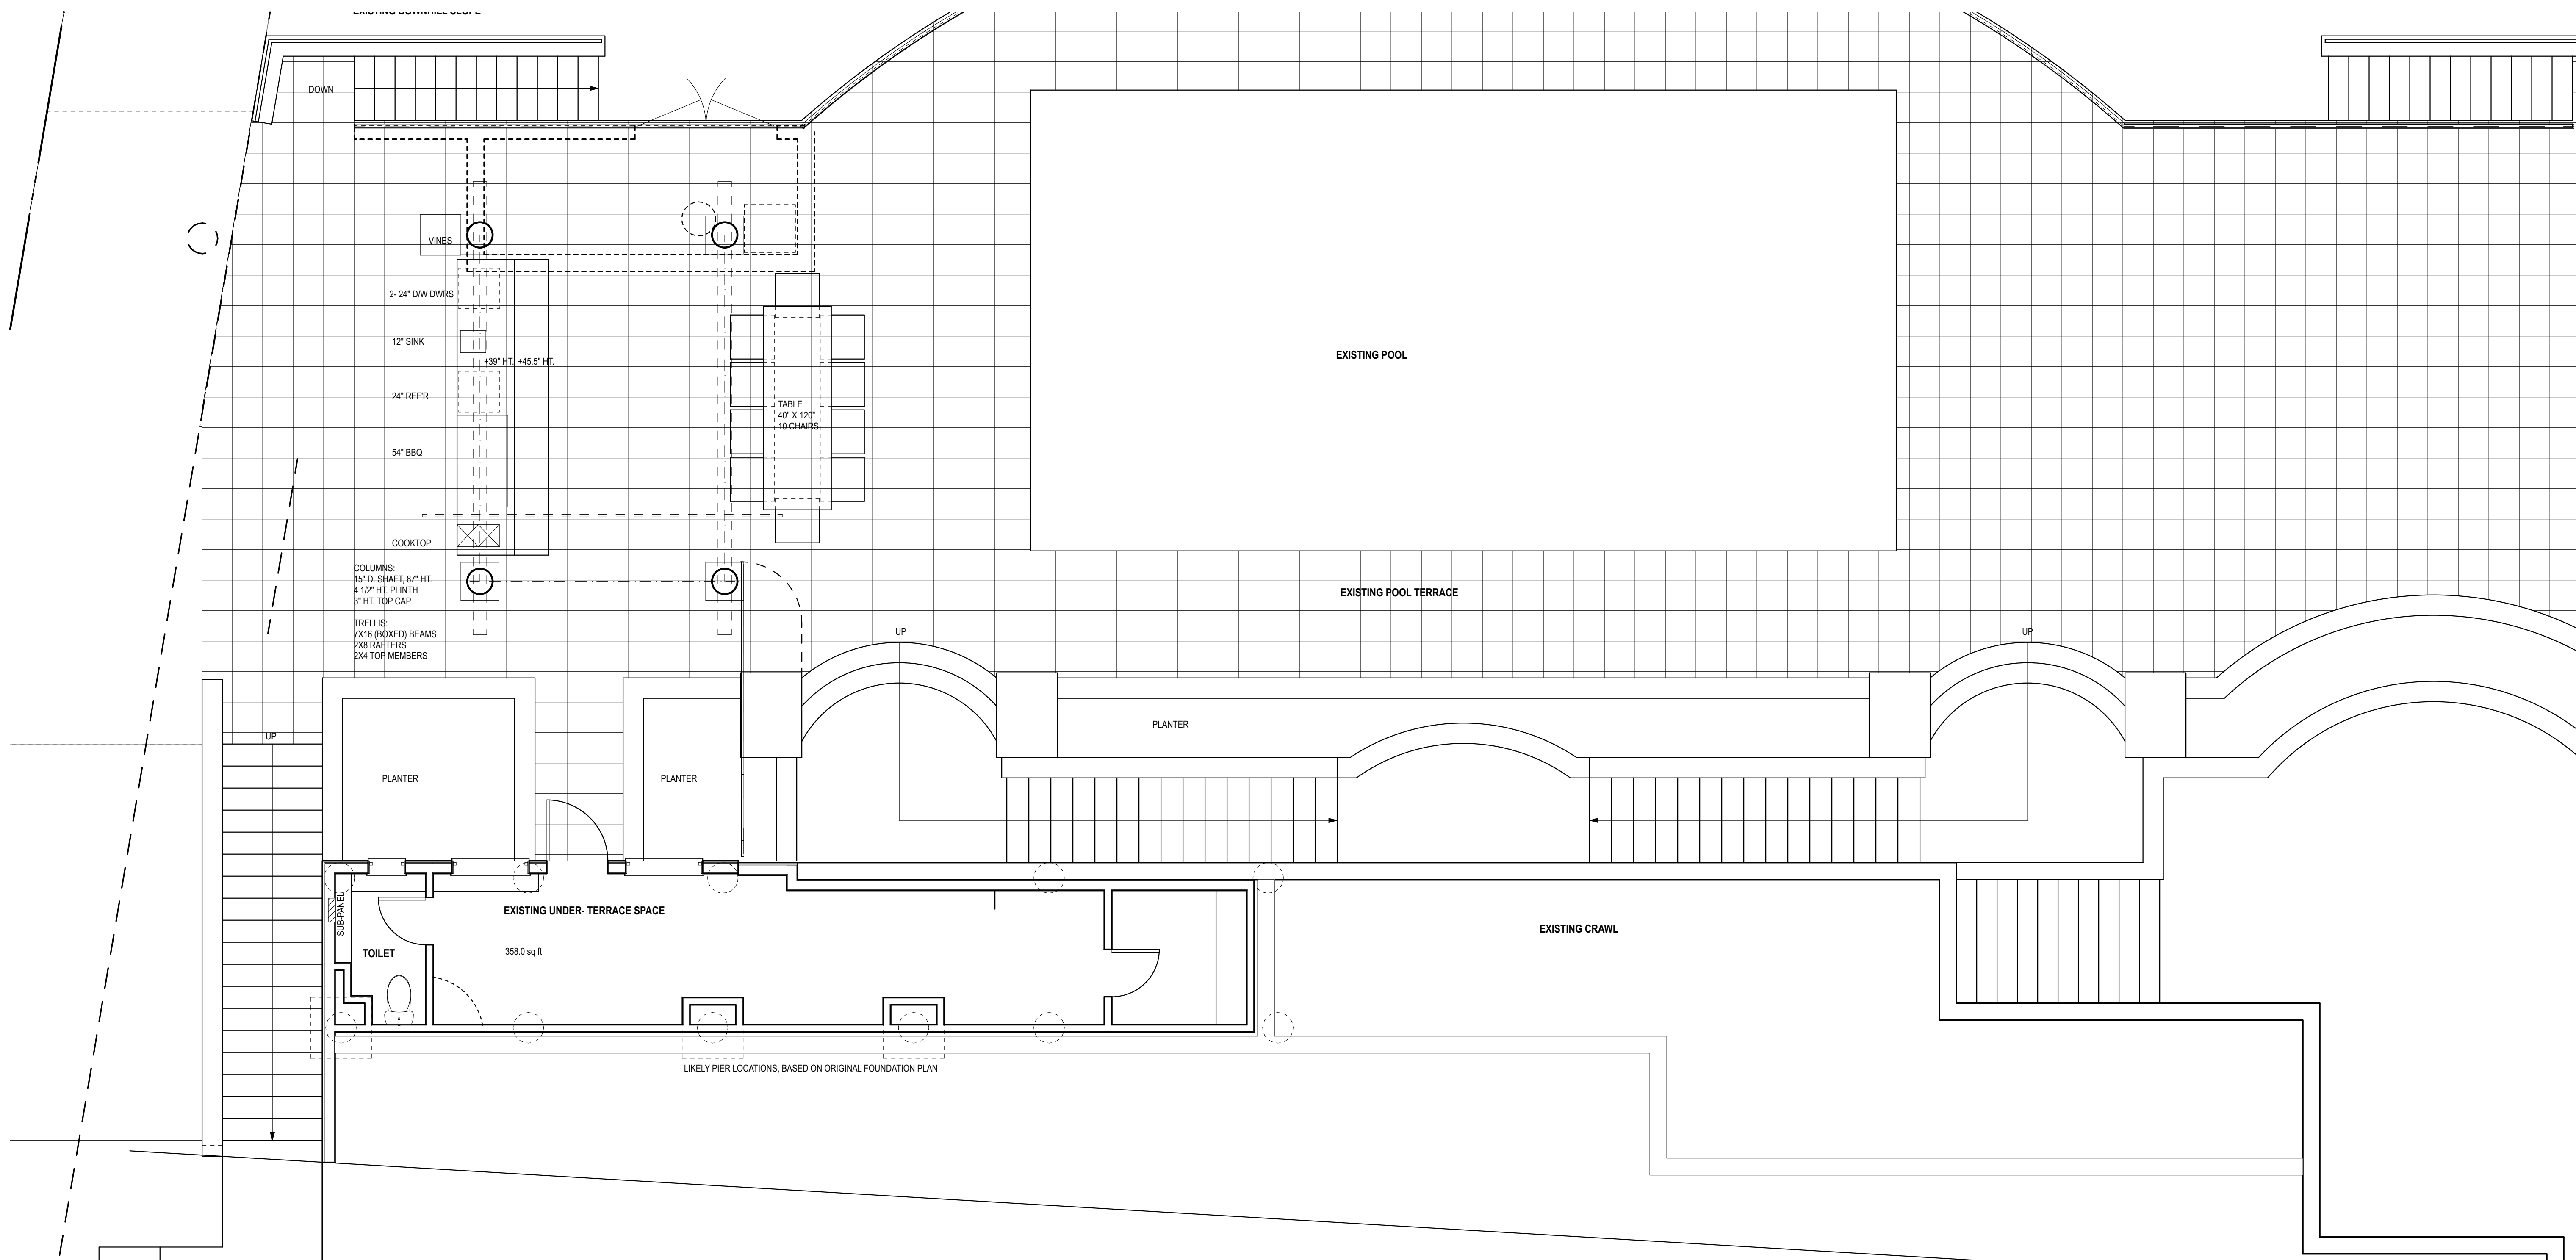 EXISTING DOWNHILL SLOPE
DOWN
VINES
2- 24" D/W DWRS
12" SINK
+39" HT. +45.5" HT.
24" REF'R
TABLE
40" X 120"
10 CHAIRS
54" BBQ
COOKTOP
COLUMNS:
15" D. SHAFT, 87" HT.
4 1/2" HT. PLINTH
3" HT. TOP CAP
TRELLIS:
7X16 (BOXED) BEAMS
2X8 RAFTERS
2X4 TOP MEMBERS
EXISTING POOL
EXISTING POOL TERRACE
UP
UP
PLANTER
UP
PLANTER
PLANTER
SUB-PANEL
EXISTING UNDER- TERRACE SPACE
358.0 sq ft
TOILET
EXISTING CRAWL
LIKELY PIER LOCATIONS, BASED ON ORIGINAL FOUNDATION PLAN